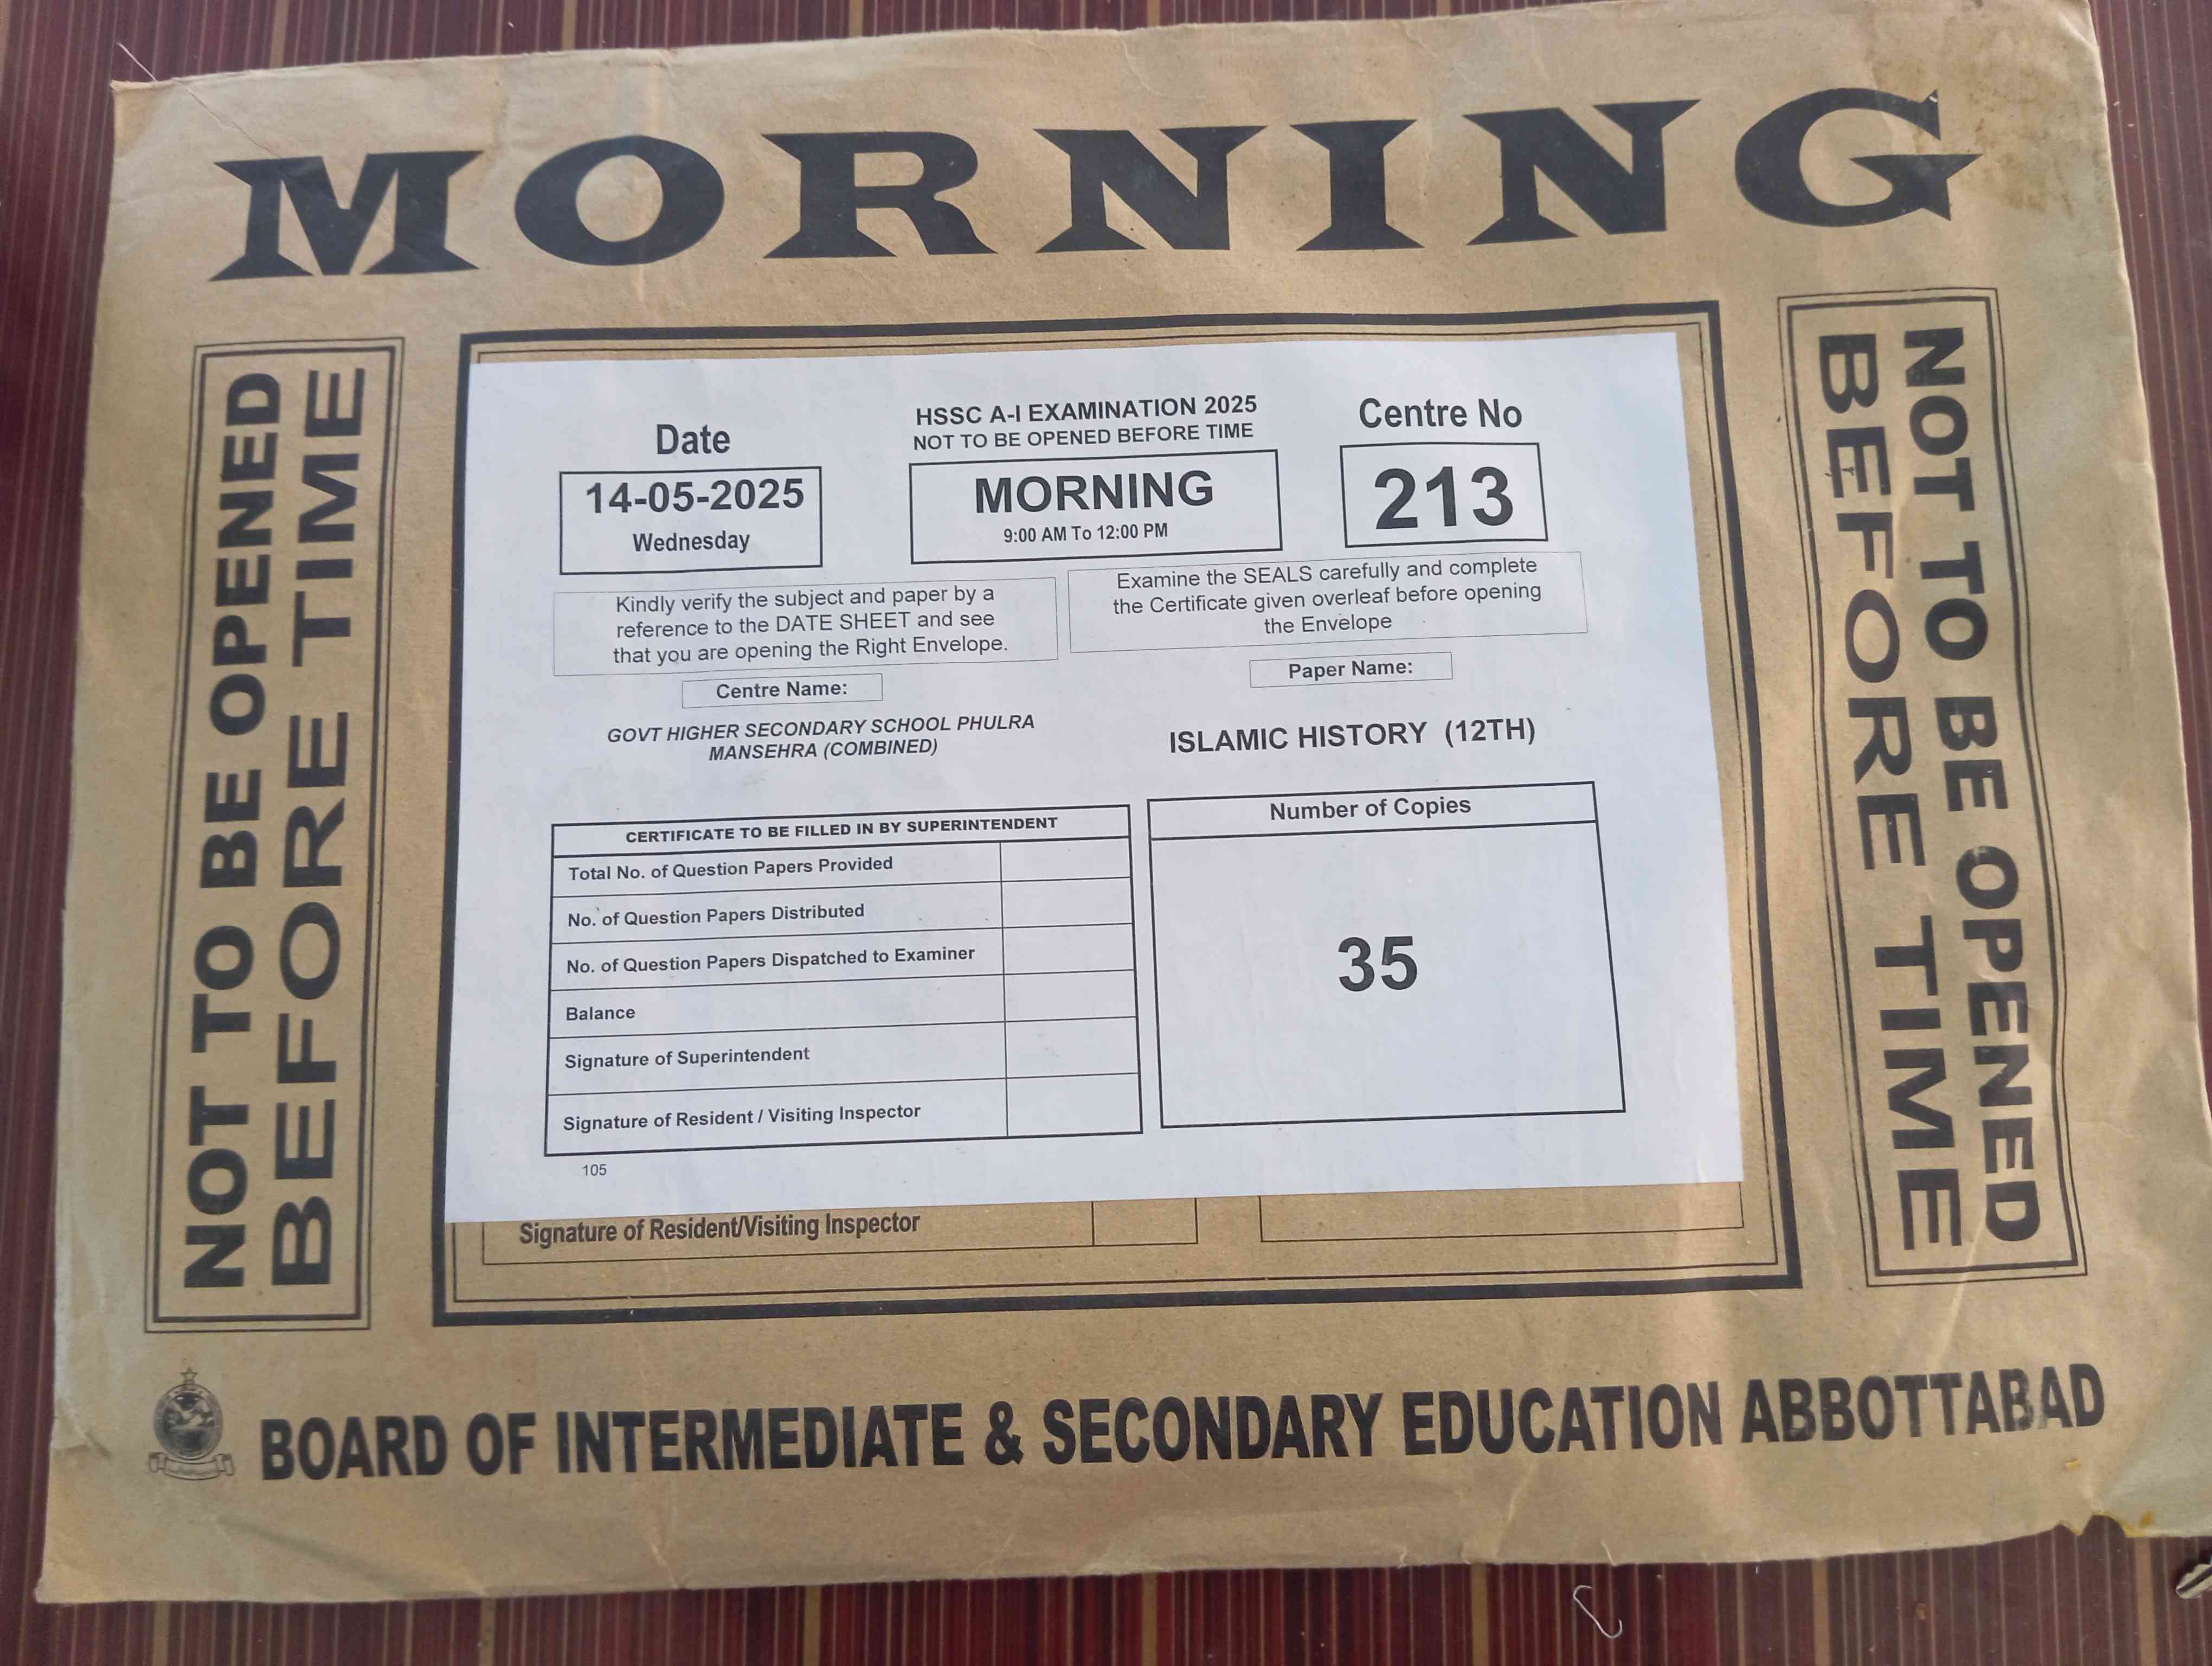 MORNING
NOT TO BE OPENED
BEFORE TIME
Date
14-05-2025
Wednesday
HSSC A-I EXAMINATION 2025
NOT TO BE OPENED BEFORE TIME
MORNING
9:00 AM To 12:00 PM
Centre No
213
Kindly verify the subject and paper by a
reference to the DATE SHEET and see
that you are opening the Right Envelope.
Examine the SEALS carefully and complete
the Certificate given overleaf before opening
the Envelope
Centre Name:
GOVT HIGHER SECONDARY SCHOOL PHULRA
MANSEHRA (COMBINED)
Paper Name:
ISLAMIC HISTORY (12TH)
CERTIFICATE TO BE FILLED IN BY SUPERINTENDENT
Total No. of Question Papers Provided
No. of Question Papers Distributed
No. of Question Papers Dispatched to Examiner
Balance
Signature of Superintendent
Signature of Resident / Visiting Inspector
Number of Copies
35
105
Signature of Resident/Visiting Inspector
NOT TO BE OPENED
BEFORE TIME
BOARD OF INTERMEDIATE & SECONDARY EDUCATION ABBOTTABAD